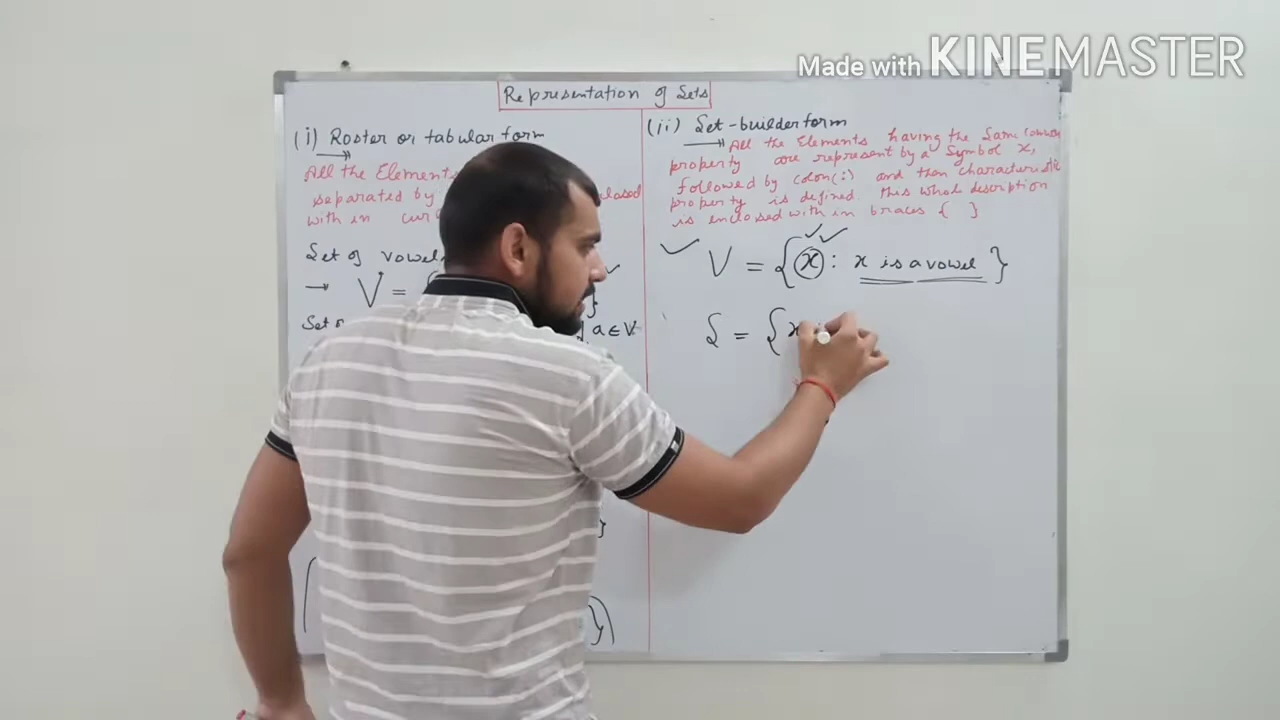 Made with KINEMASTER
Representation of Sets
(i) Roster or tabular form
All the Elements
separated by
with in
Set of vowel
V = {
}
Set
a ∈ V
}
(ii) Set-builder form
All the Elements having the Same Common
property are represent by a Symbol x,
followed by colon(:) and then characteristic
property is defined this whole description
is enclosed with in braces { }
V = { x : x is a vowel }
S = { x